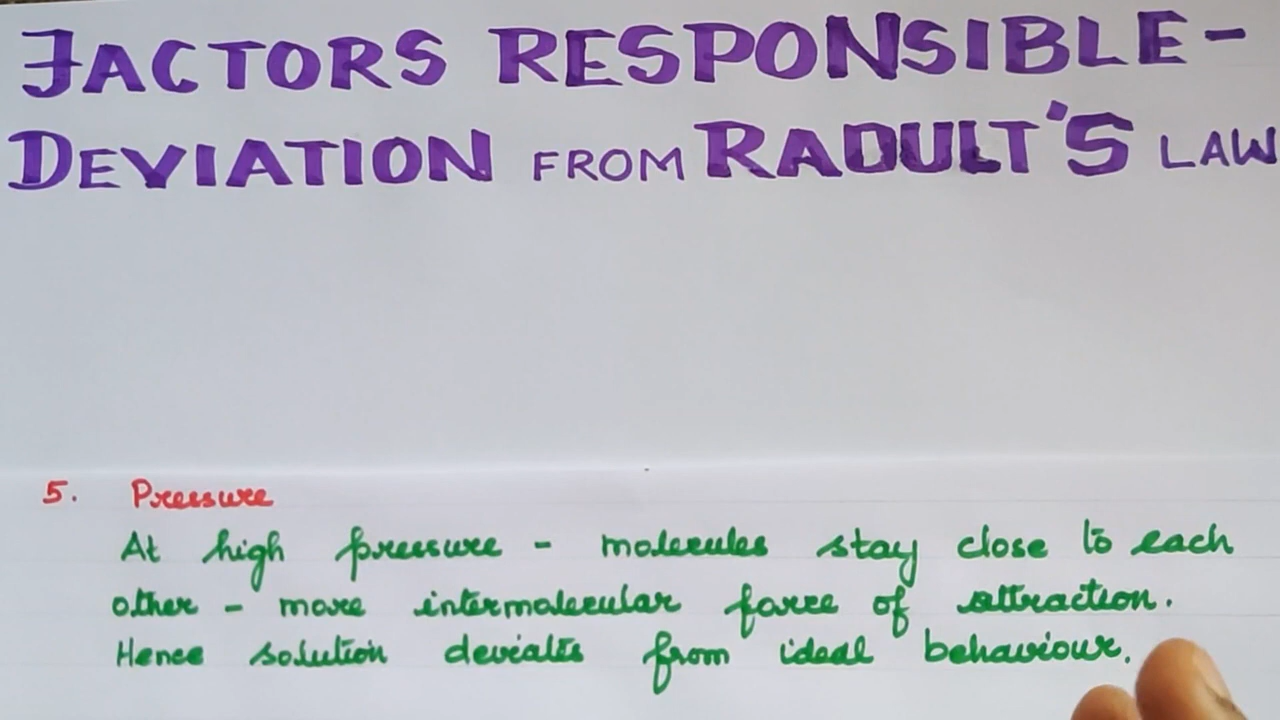 FACTORS RESPONSIBLE-
DEVIATION FROM RAOULT'S LAW
5. Pressure
At high pressure - molecules stay close to each
other - more intermolecular force of attraction.
Hence solution deviates from ideal behaviour.